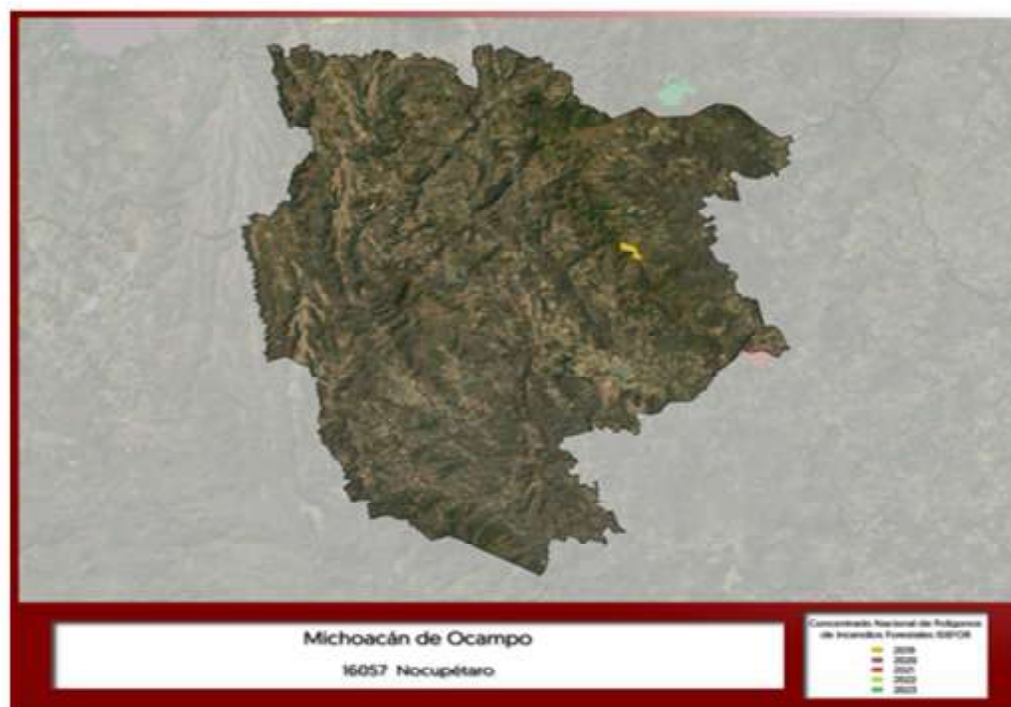 Michoacán de Ocampo
16057 Nocupétaro
Concentrado Nacional de Polígonos
de Incendios Forestales
2019
2020
2021
2022
2023